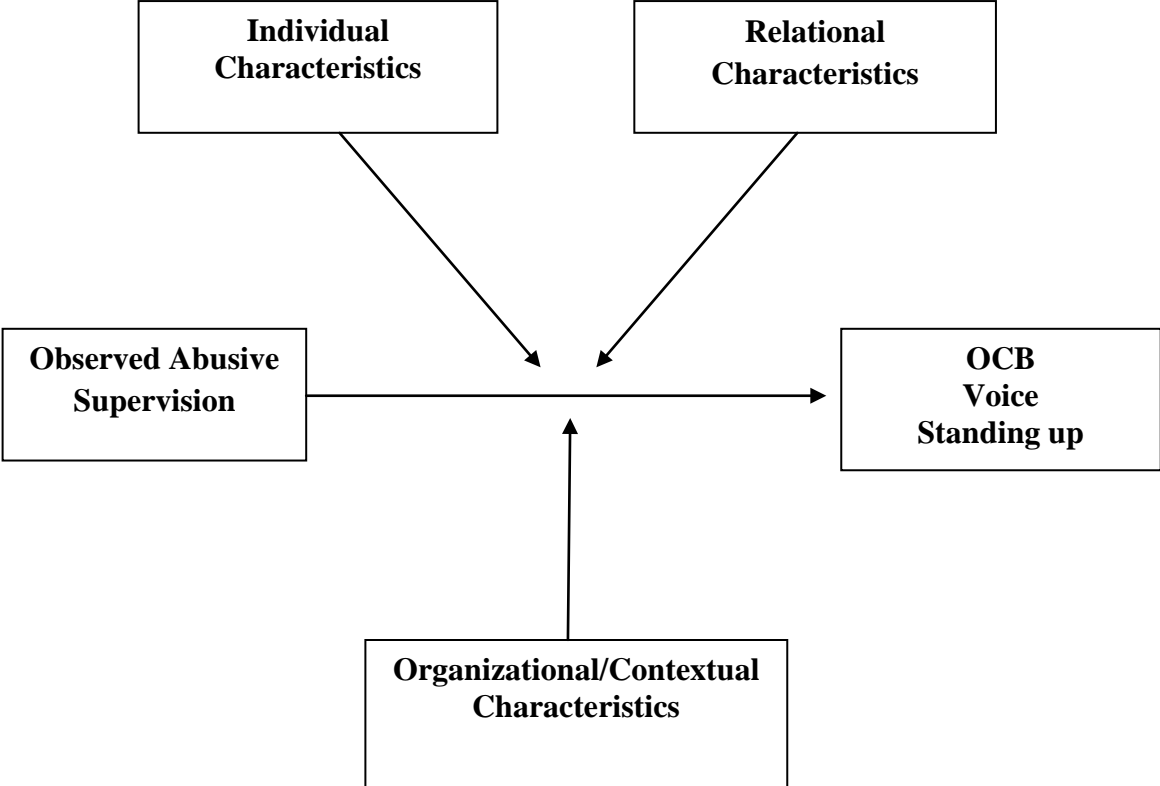 Individual
Characteristics
Relational
Characteristics
Observed Abusive
Supervision
OCB
Voice
Standing up
Organizational/Contextual
Characteristics